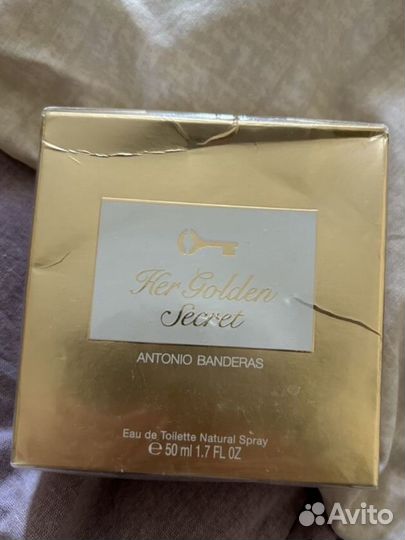 Her Golden
Secret
ANTONIO BANDERAS
Eau de Toilette Natural Spray
℮ 50 ml 1.7 FL OZ
Avito